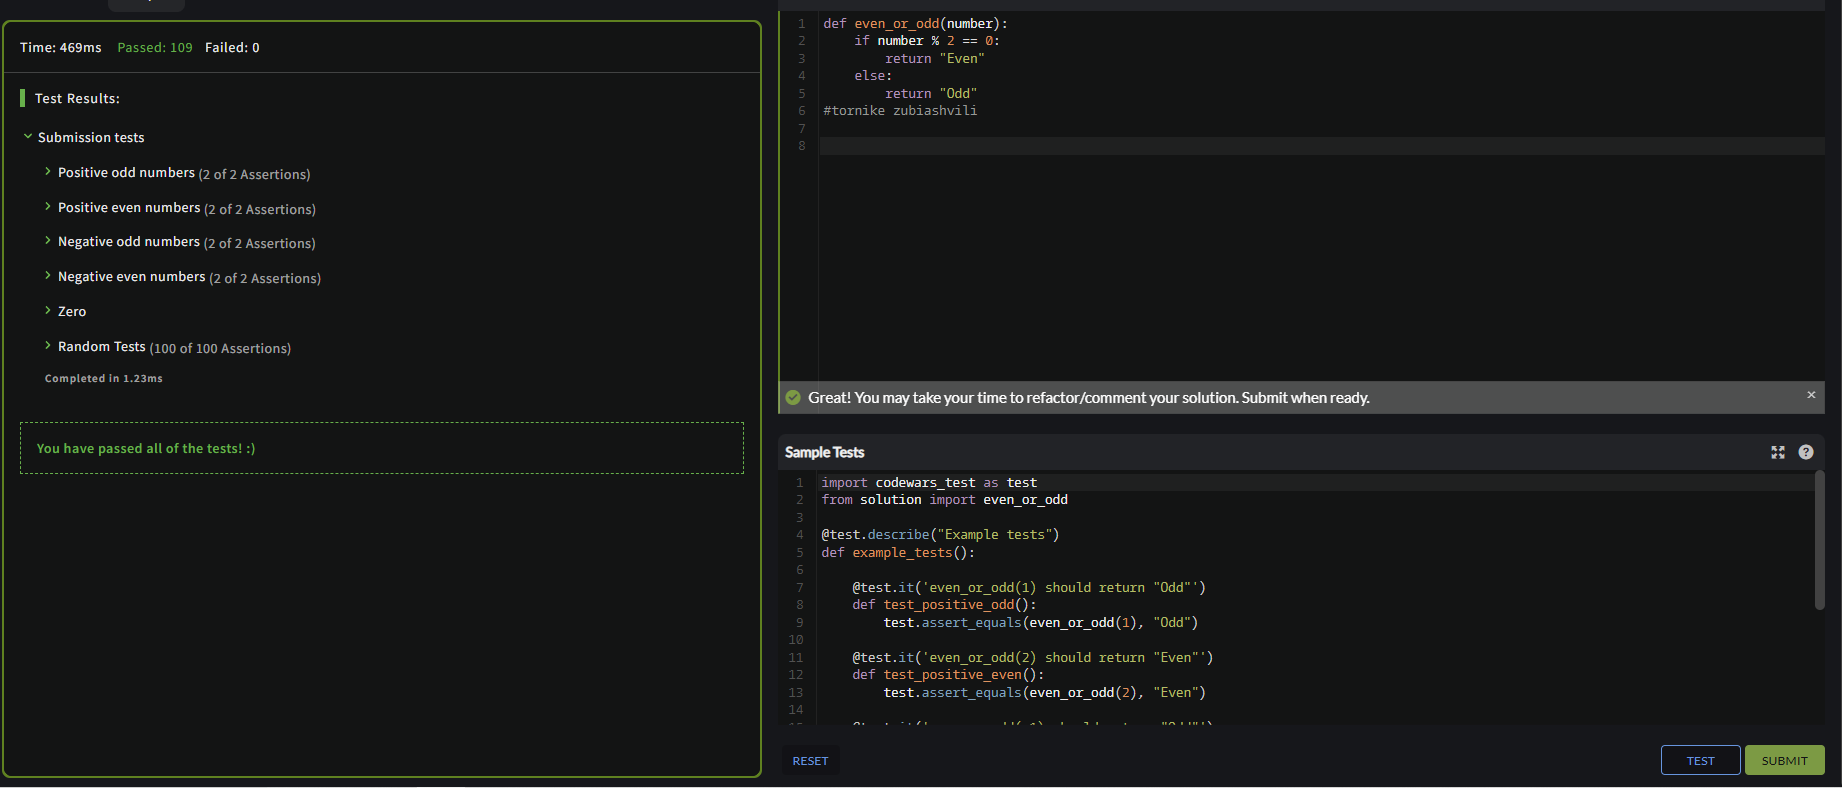 Time: 469ms Passed: 109 Failed: 0
Test Results:
Submission tests
Positive odd numbers (2 of 2 Assertions)
Positive even numbers (2 of 2 Assertions)
Negative odd numbers (2 of 2 Assertions)
Negative even numbers (2 of 2 Assertions)
Zero
Random Tests (100 of 100 Assertions)
Completed in 1.23ms
You have passed all of the tests! :)
1 def even_or_odd(number):
2     if number % 2 == 0:
3         return "Even"
4     else:
5         return "Odd"
6 #tornike zubiashvili
7
8
Great! You may take your time to refactor/comment your solution. Submit when ready. ×
Sample Tests
1 import codewars_test as test
2 from solution import even_or_odd
3
4 @test.describe("Example tests")
5 def example_tests():
6
7     @test.it('even_or_odd(1) should return "Odd"')
8     def test_positive_odd():
9         test.assert_equals(even_or_odd(1), "Odd")
10
11     @test.it('even_or_odd(2) should return "Even"')
12     def test_positive_even():
13         test.assert_equals(even_or_odd(2), "Even")
14
RESET TEST SUBMIT